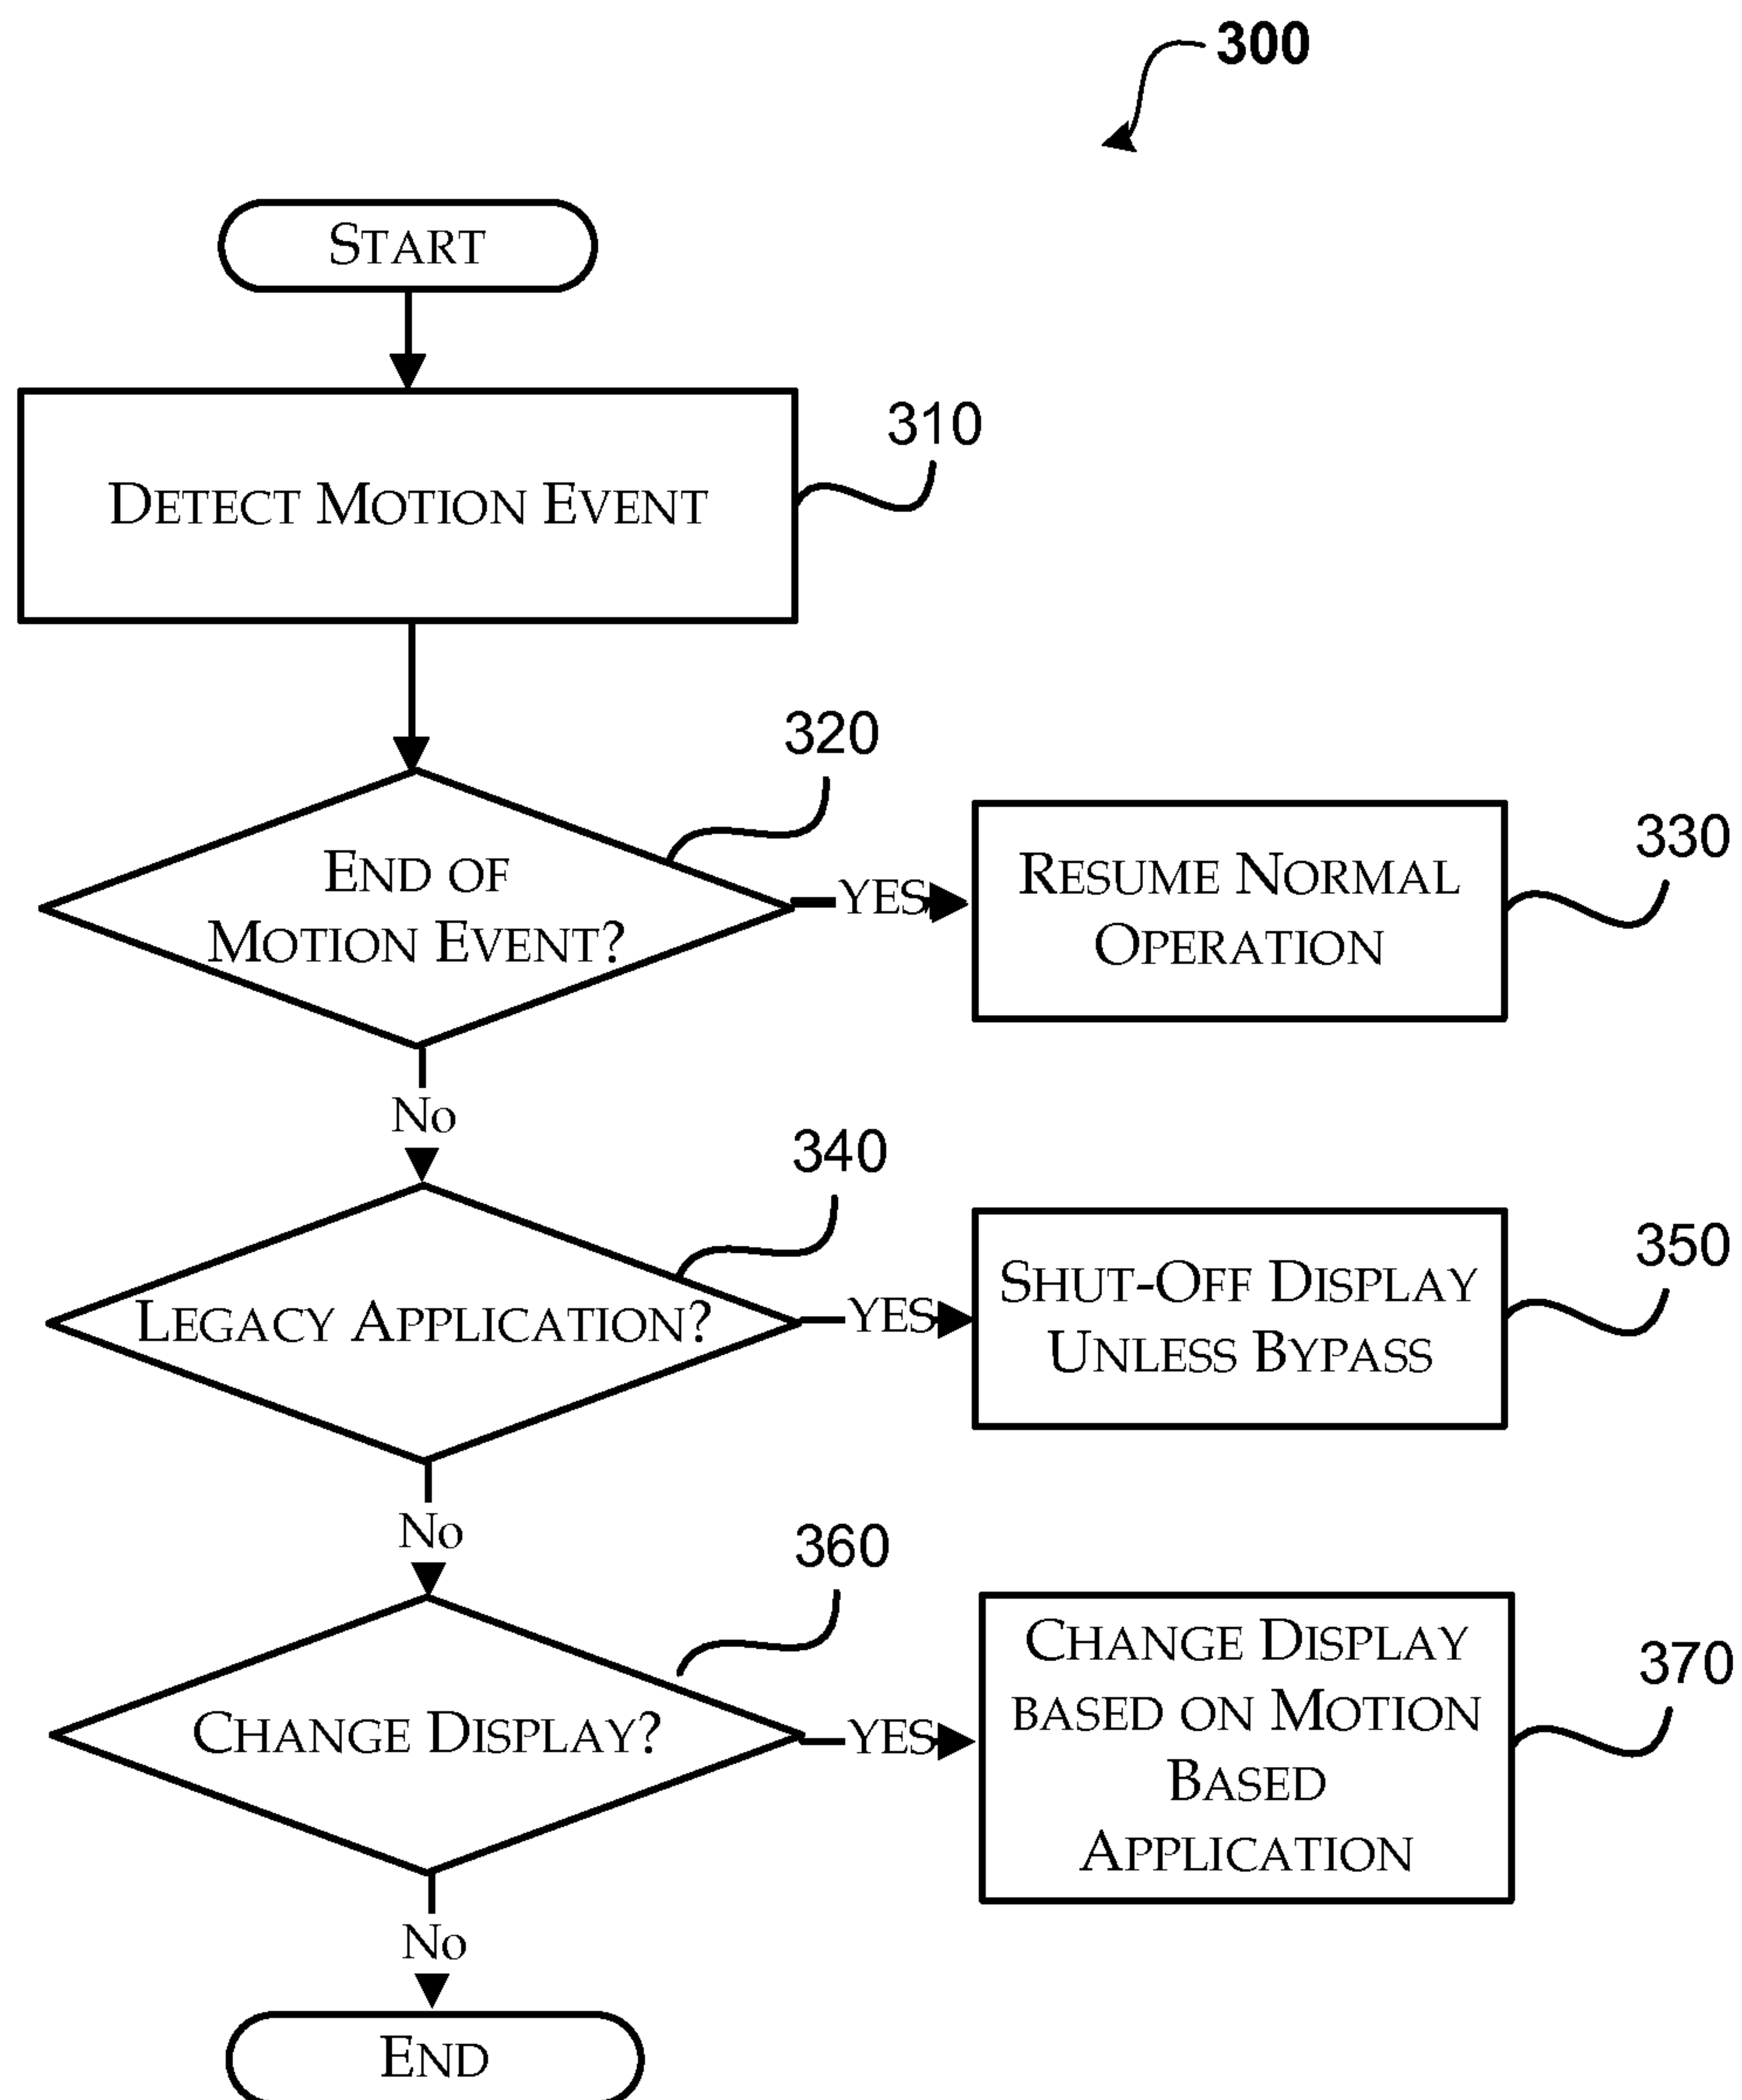 300
START
DETECT MOTION EVENT
310
320
END OF
MOTION EVENT?
YES
RESUME NORMAL
OPERATION
330
NO
340
LEGACY APPLICATION?
YES
SHUT-OFF DISPLAY
UNLESS BYPASS
350
NO
360
CHANGE DISPLAY?
YES
CHANGE DISPLAY
BASED ON MOTION
BASED
APPLICATION
370
NO
END